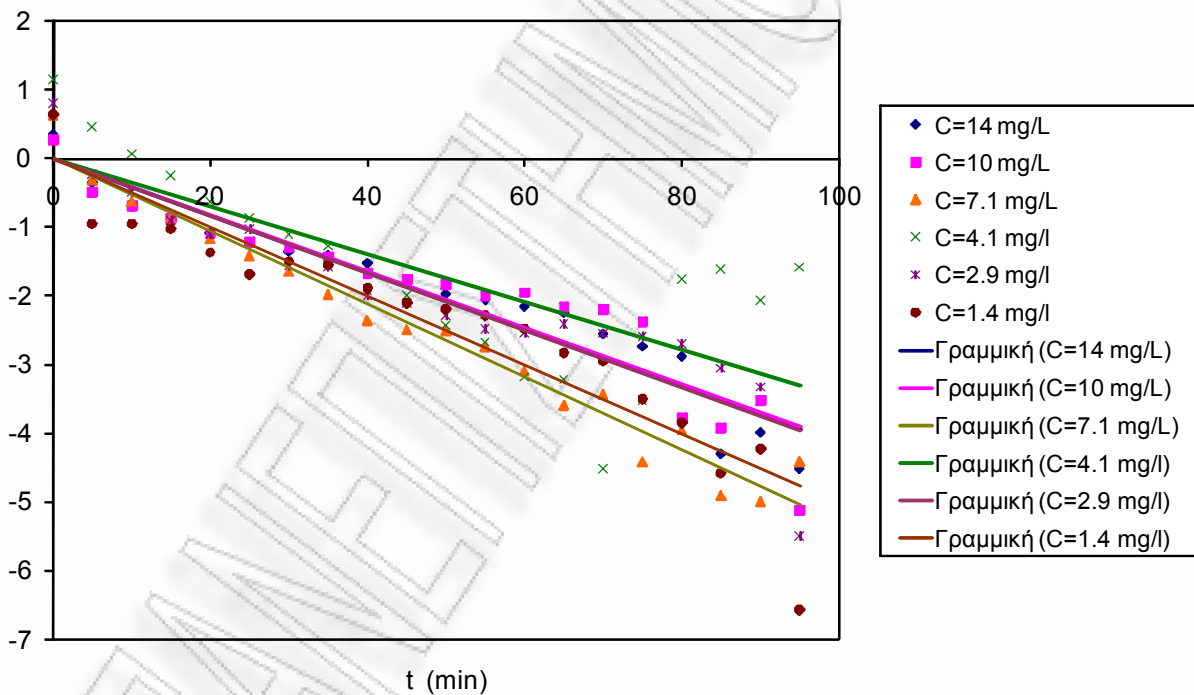 2
1
0
-1
-2
-3
-4
-5
-6
-7
0 20 40 60 80 100
t (min)
C=14 mg/L
C=10 mg/L
C=7.1 mg/L
C=4.1 mg/l
C=2.9 mg/l
C=1.4 mg/l
Γραμμική (C=14 mg/L)
Γραμμική (C=10 mg/L)
Γραμμική (C=7.1 mg/L)
Γραμμική (C=4.1 mg/l)
Γραμμική (C=2.9 mg/l)
Γραμμική (C=1.4 mg/l)